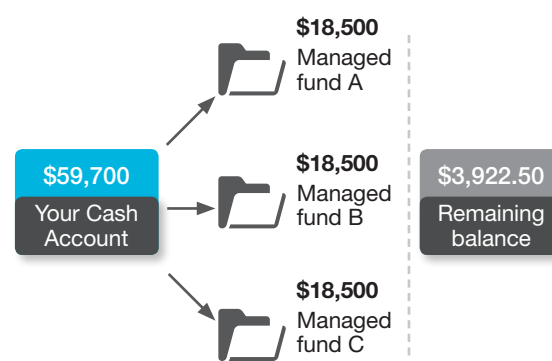 $18,500
Managed
fund A
$59,700
Your Cash
Account
$18,500
Managed
fund B
$3,922.50
Remaining
balance
$18,500
Managed
fund C